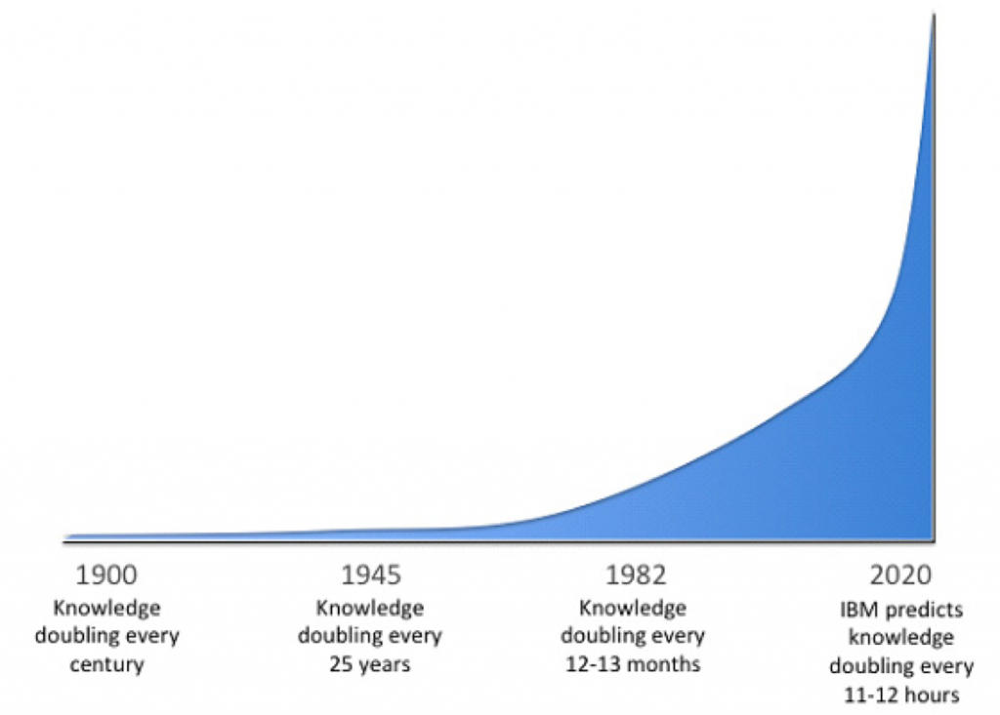 1900
Knowledge
doubling every
century
1945
Knowledge
doubling every
25 years
1982
Knowledge
doubling every
12-13 months
2020
IBM predicts
knowledge
doubling every
11-12 hours